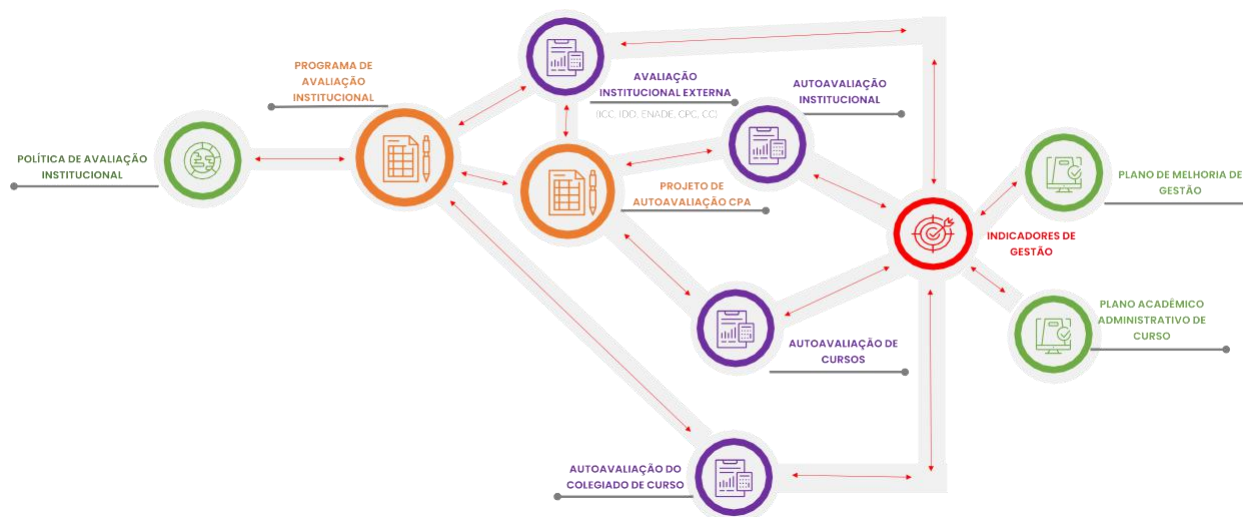 PROGRAMA DE
AVALIAÇÃO
INSTITUCIONAL
AVALIAÇÃO
INSTITUCIONAL EXTERNA
(ICC, IDD, ENADE, CPC, CC)
AUTOAVALIAÇÃO
INSTITUCIONAL
POLÍTICA DE AVALIAÇÃO
INSTITUCIONAL
PROJETO DE
AUTOAVALIAÇÃO CPA
PLANO DE MELHORIA DE
GESTÃO
INDICADORES DE
GESTÃO
PLANO ACADÊMICO
ADMINISTRATIVO DE
CURSO
AUTOAVALIAÇÃO DE
CURSOS
AUTOAVALIAÇÃO DO
COLEGIADO DE CURSO